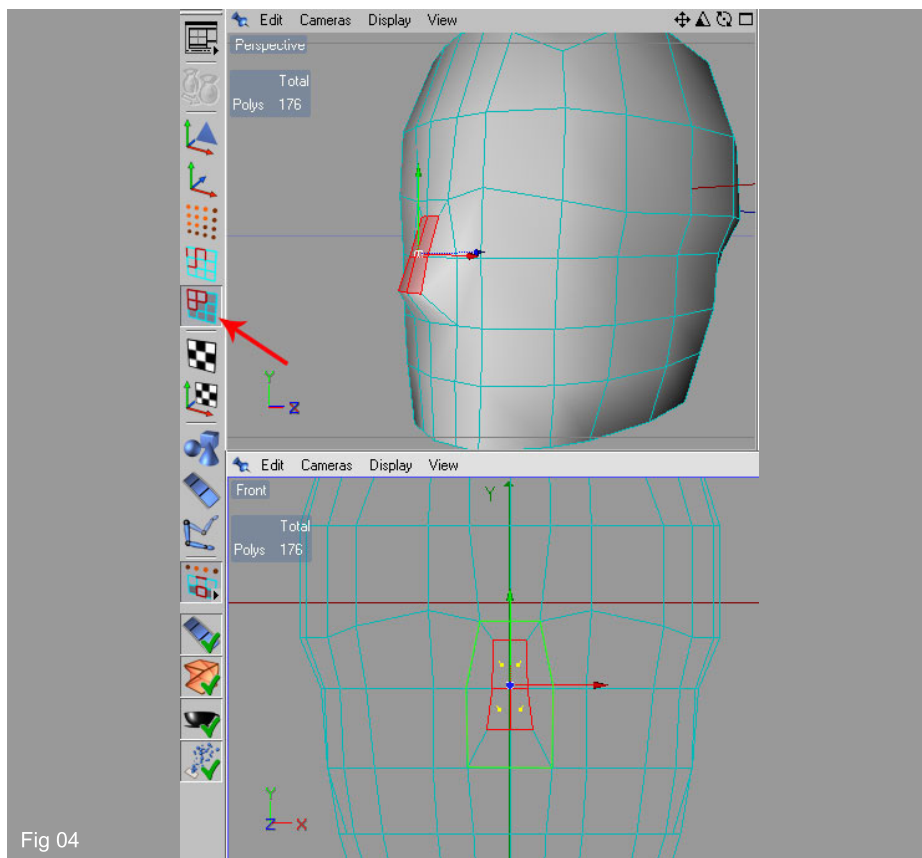 Edit Cameras Display View
Perspective
Total
Polys 176
Y
Z X
Edit Cameras Display View
Front
Y
Total
Polys 176
Y
Z X
Fig 04